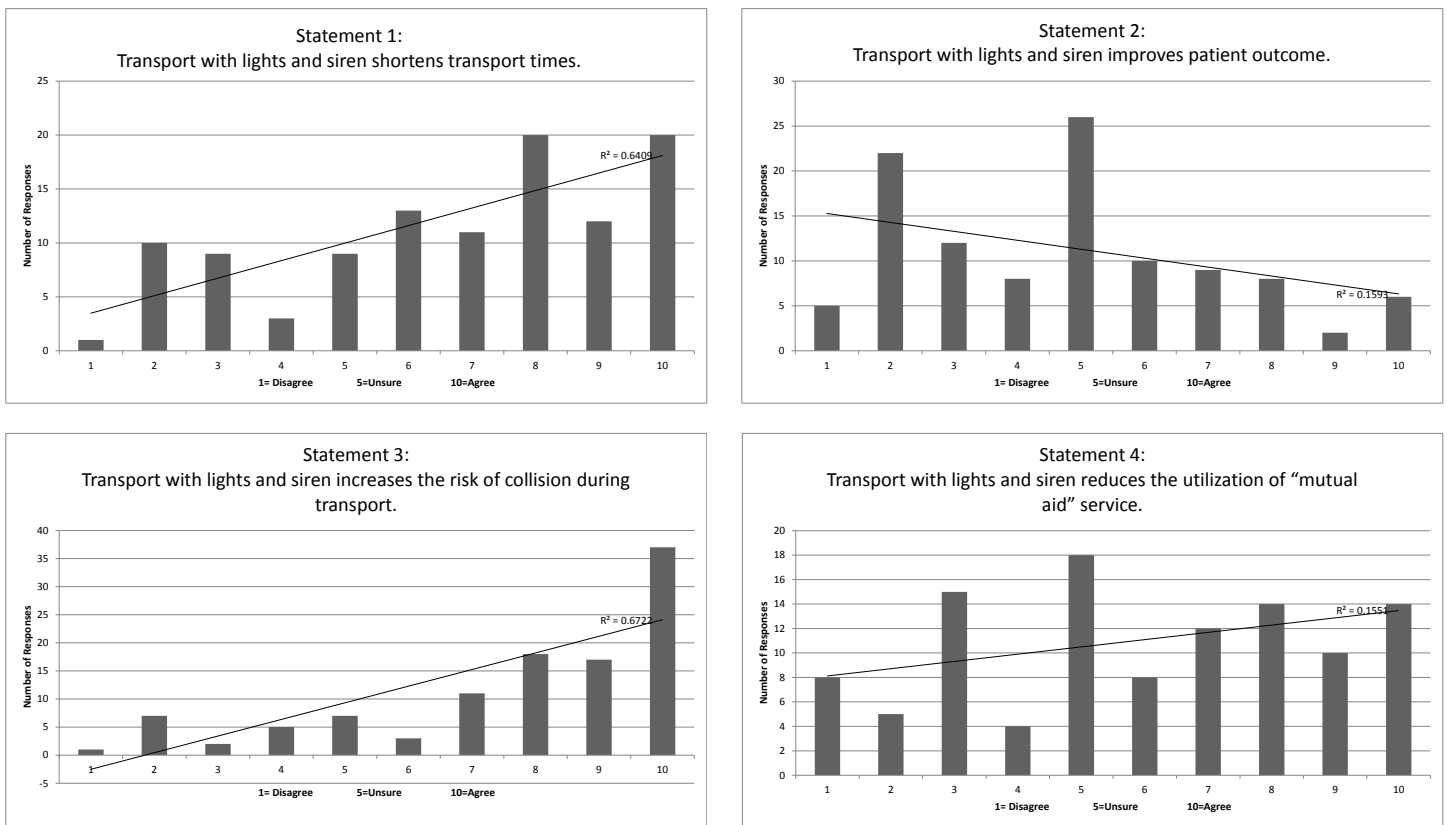 Statement 1:
Transport with lights and siren shortens transport times.
25
20
15
10
5
0
Number of Responses
R² = 0.6409
1 2 3 4 5 6 7 8 9 10
1= Disagree 5=Unsure 10=Agree
Statement 2:
Transport with lights and siren improves patient outcome.
30
25
20
15
10
5
0
Number of Responses
R² = 0.1593
1 2 3 4 5 6 7 8 9 10
1= Disagree 5=Unsure 10=Agree
Statement 3:
Transport with lights and siren increases the risk of collision during
transport.
40
35
30
25
20
15
10
5
0
-5
Number of Responses
R² = 0.6722
1 2 3 4 5 6 7 8 9 10
1= Disagree 5=Unsure 10=Agree
Statement 4:
Transport with lights and siren reduces the utilization of “mutual
aid” service.
20
18
16
14
12
10
8
6
4
2
0
Number of Responses
R² = 0.1551
1 2 3 4 5 6 7 8 9 10
1= Disagree 5=Unsure 10=Agree